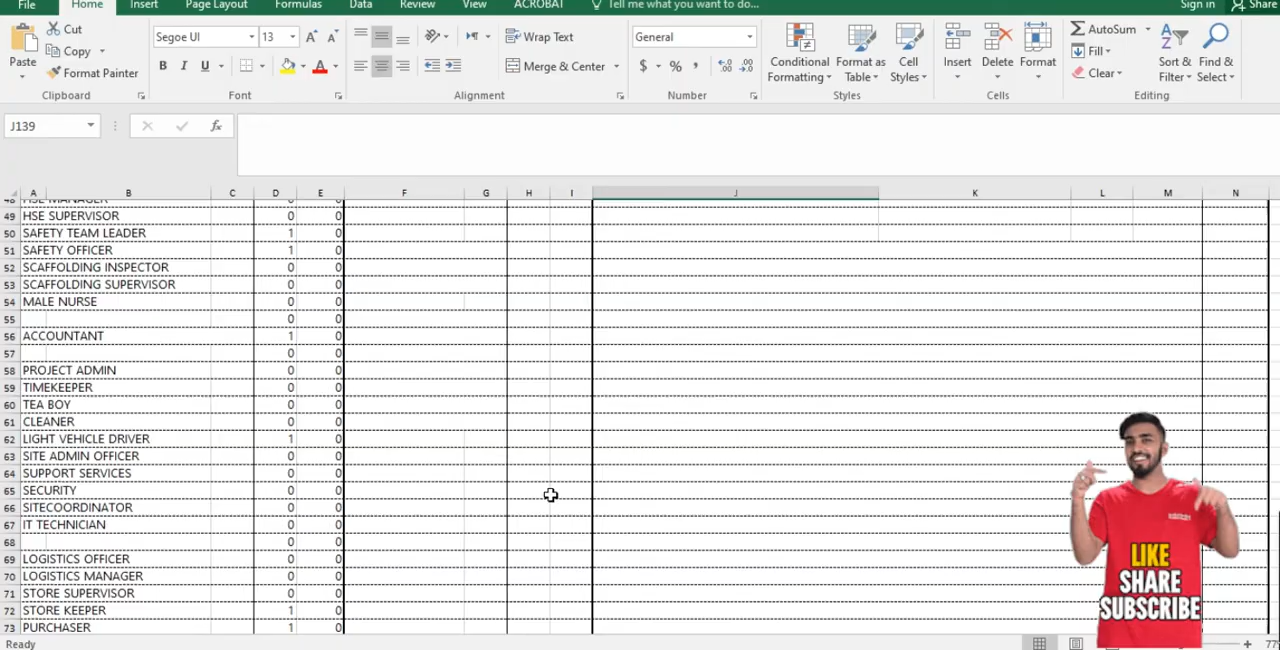 File Home Insert Page Layout Formulas Data Review View ACROBAT Tell me what you want to do... Sign in Share
Cut
Copy
Format Painter
Paste
Clipboard
Segoe UI 13
B I U
Font
Wrap Text
Merge & Center
Alignment
General
$ % ,
Number
Conditional Formatting
Format as Table
Cell Styles
Styles
Insert Delete Format
Cells
AutoSum
Fill
Clear
Sort & Filter
Find & Select
Editing
J139
fx
A B C D E F G H I J K L M N
48 HSE MANAGER 0 0
49 HSE SUPERVISOR 0 0
50 SAFETY TEAM LEADER 1 0
51 SAFETY OFFICER 1 0
52 SCAFFOLDING INSPECTOR 0 0
53 SCAFFOLDING SUPERVISOR 0 0
54 MALE NURSE 0 0
55 0 0
56 ACCOUNTANT 1 0
57 0 0
58 PROJECT ADMIN 0 0
59 TIMEKEEPER 0 0
60 TEA BOY 0 0
61 CLEANER 0 0
62 LIGHT VEHICLE DRIVER 1 0
63 SITE ADMIN OFFICER 0 0
64 SUPPORT SERVICES 0 0
65 SECURITY 0 0
66 SITECOORDINATOR 0 0
67 IT TECHNICIAN 0 0
68 0 0
69 LOGISTICS OFFICER 0 0
70 LOGISTICS MANAGER 0 0
71 STORE SUPERVISOR 0 0
72 STORE KEEPER 1 0
73 PURCHASER 1 0
LIKE
SHARE
SUBSCRIBE
Ready